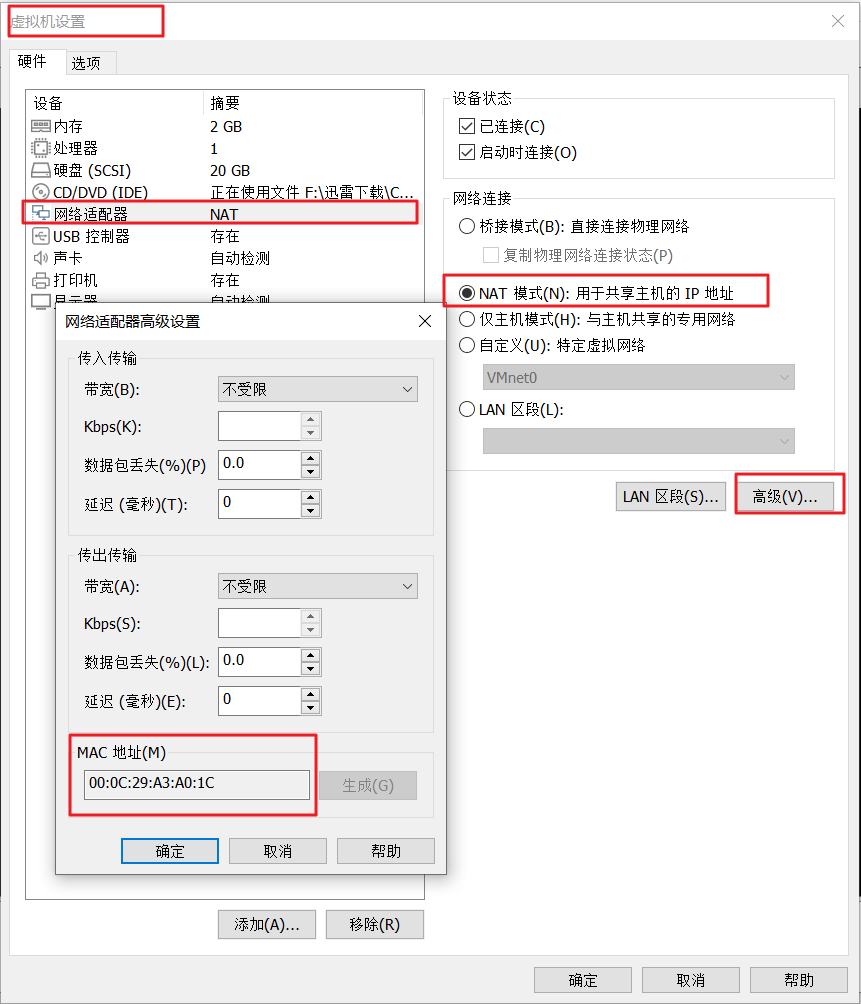 虚拟机设置
硬件 选项
设备 摘要
内存 2 GB
处理器 1
硬盘 (SCSI) 20 GB
CD/DVD (IDE) 正在使用文件 F:\迅雷下载\C...
网络适配器 NAT
USB 控制器 存在
声卡 自动检测
打印机 存在
显示器 自动检测
设备状态
已连接(C)
启动时连接(O)
网络连接
桥接模式(B): 直接连接物理网络
复制物理网络连接状态(P)
NAT 模式(N): 用于共享主机的 IP 地址
仅主机模式(H): 与主机共享的专用网络
自定义(U): 特定虚拟网络
VMnet0
LAN 区段(L):
LAN 区段(S)... 高级(V)...
网络适配器高级设置
传入传输
带宽(B): 不受限
Kbps(K):
数据包丢失(%)(P) 0.0
延迟 (毫秒)(T): 0
传出传输
带宽(A): 不受限
Kbps(S):
数据包丢失(%)(L): 0.0
延迟 (毫秒)(E): 0
MAC 地址(M)
00:0C:29:A3:A0:1C 生成(G)
确定 取消 帮助
添加(A)... 移除(R)
确定 取消 帮助